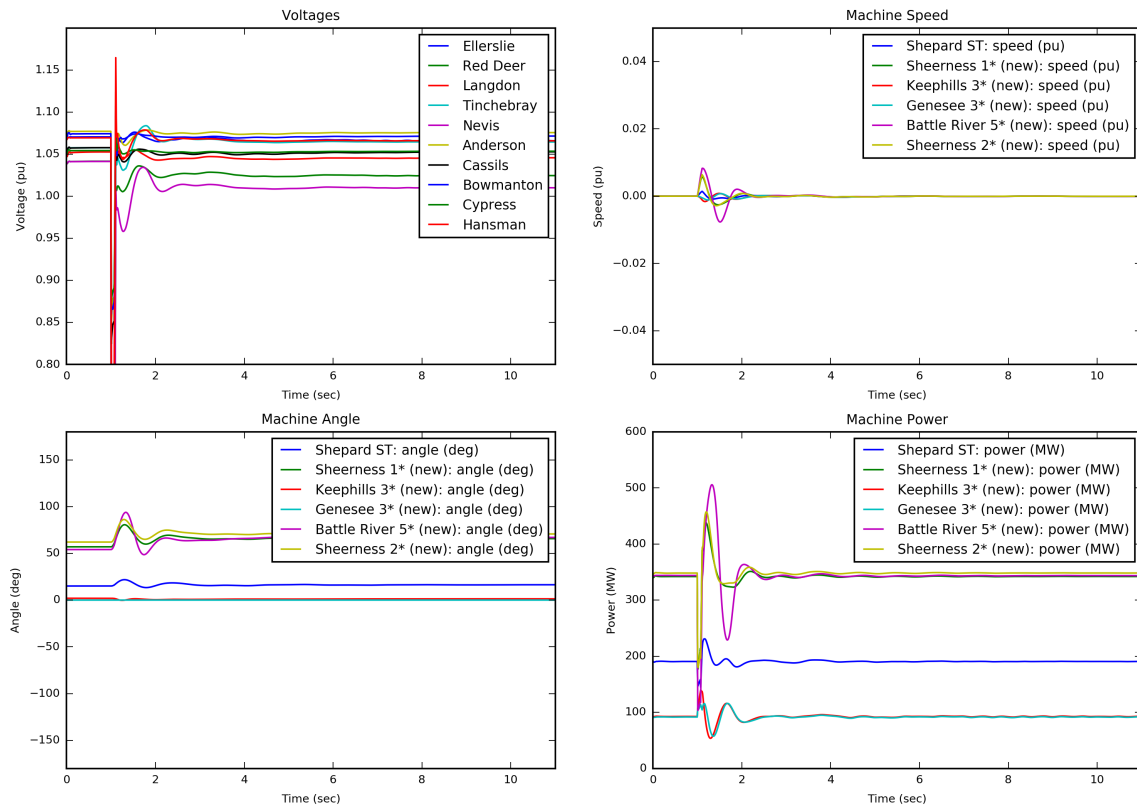 Voltages
1.15
1.10
1.05
1.00
0.95
0.90
0.85
0.80
Voltage (pu)
0 2 4 6 8 10
Time (sec)
Ellerslie
Red Deer
Langdon
Tinchebray
Nevis
Anderson
Cassils
Bowmanton
Cypress
Hansman
Machine Speed
0.04
0.02
0.00
−0.02
−0.04
Speed (pu)
0 2 4 6 8 10
Time (sec)
Shepard ST: speed (pu)
Sheerness 1* (new): speed (pu)
Keephills 3* (new): speed (pu)
Genesee 3* (new): speed (pu)
Battle River 5* (new): speed (pu)
Sheerness 2* (new): speed (pu)
Machine Angle
150
100
50
0
−50
−100
−150
Angle (deg)
0 2 4 6 8 10
Time (sec)
Shepard ST: angle (deg)
Sheerness 1* (new): angle (deg)
Keephills 3* (new): angle (deg)
Genesee 3* (new): angle (deg)
Battle River 5* (new): angle (deg)
Sheerness 2* (new): angle (deg)
Machine Power
600
500
400
300
200
100
0
Power (MW)
0 2 4 6 8 10
Time (sec)
Shepard ST: power (MW)
Sheerness 1* (new): power (MW)
Keephills 3* (new): power (MW)
Genesee 3* (new): power (MW)
Battle River 5* (new): power (MW)
Sheerness 2* (new): power (MW)